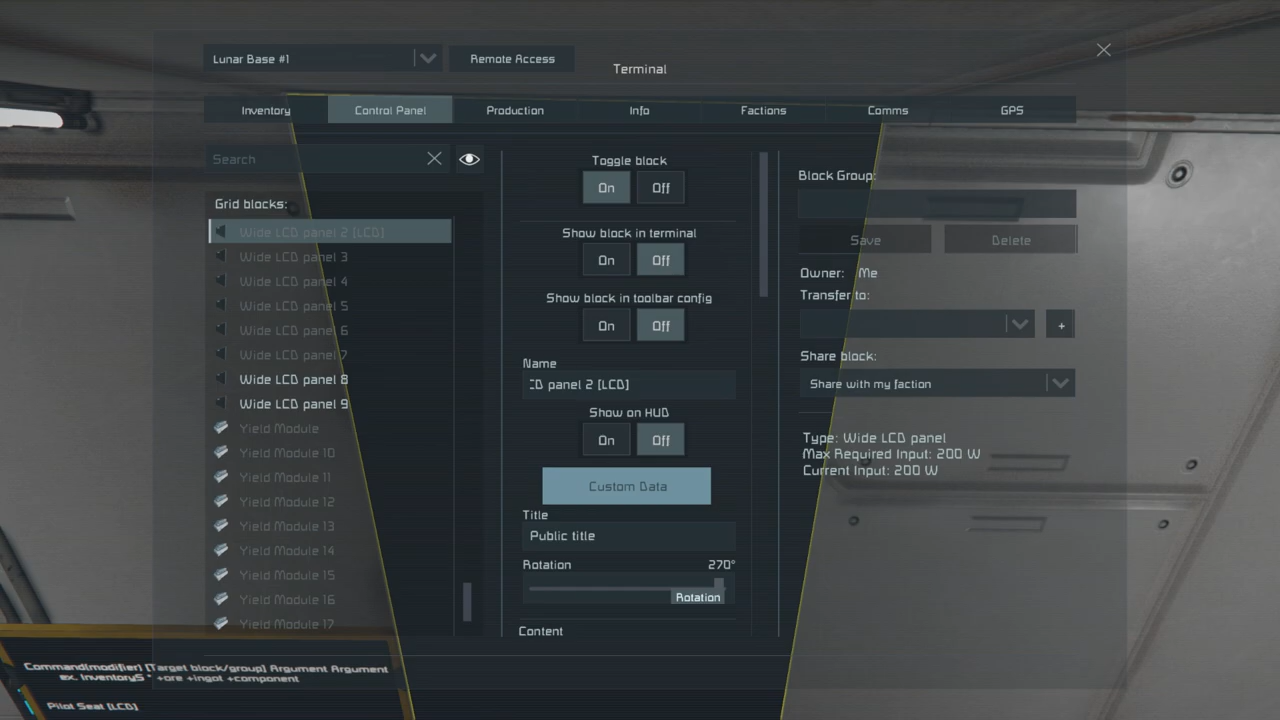 Lunar Base #1
Remote Access
Terminal
Inventory
Control Panel
Production
Info
Factions
Comms
GPS
Search
Grid blocks:
Wide LCD panel 2 [LCD]
Wide LCD panel 3
Wide LCD panel 4
Wide LCD panel 5
Wide LCD panel 6
Wide LCD panel 7
Wide LCD panel 8
Wide LCD panel 9
Yield Module
Yield Module 10
Yield Module 11
Yield Module 12
Yield Module 13
Yield Module 14
Yield Module 15
Yield Module 16
Yield Module 17
Toggle block
On
Off
Show block in terminal
On
Off
Show block in toolbar config
On
Off
Name
CD panel 2 [LCD]
Show on HUD
On
Off
Custom Data
Title
Public title
Rotation
270°
Rotation
Content
Block Group:
Save
Delete
Owner: Me
Transfer to:
+
Share block:
Share with my faction
Type: Wide LCD panel
Max Required Input: 200 W
Current Input: 200 W
Command(modifier) [Target block/group] Argument Argument
ex. InventoryS * +ore +ingot +component
Pilot Seat [LCD]